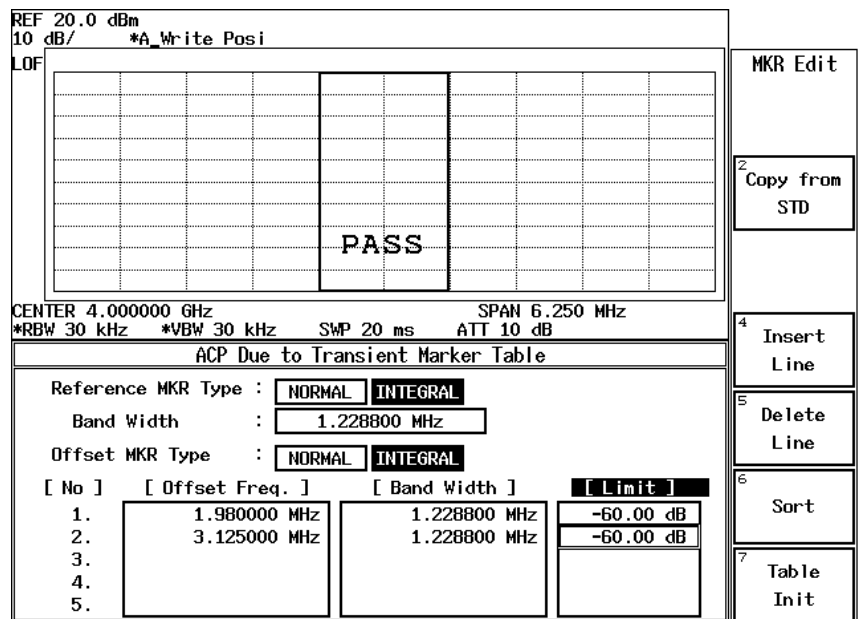 REF 20.0 dBm
10 dB/ *A_Write Posi
LOF
PASS
CENTER 4.000000 GHz SPAN 6.250 MHz
*RBW 30 kHz *VBW 30 kHz SWP 20 ms ATT 10 dB
ACP Due to Transient Marker Table
Reference MKR Type : NORMAL INTEGRAL
Band Width : 1.228800 MHz
Offset MKR Type : NORMAL INTEGRAL
[ No ] [ Offset Freq. ] [ Band Width ] [ Limit ]
1. 1.980000 MHz 1.228800 MHz -60.00 dB
2. 3.125000 MHz 1.228800 MHz -60.00 dB
3.
4.
5.
MKR Edit
2
Copy from
STD
4
Insert
Line
5
Delete
Line
6
Sort
7
Table
Init